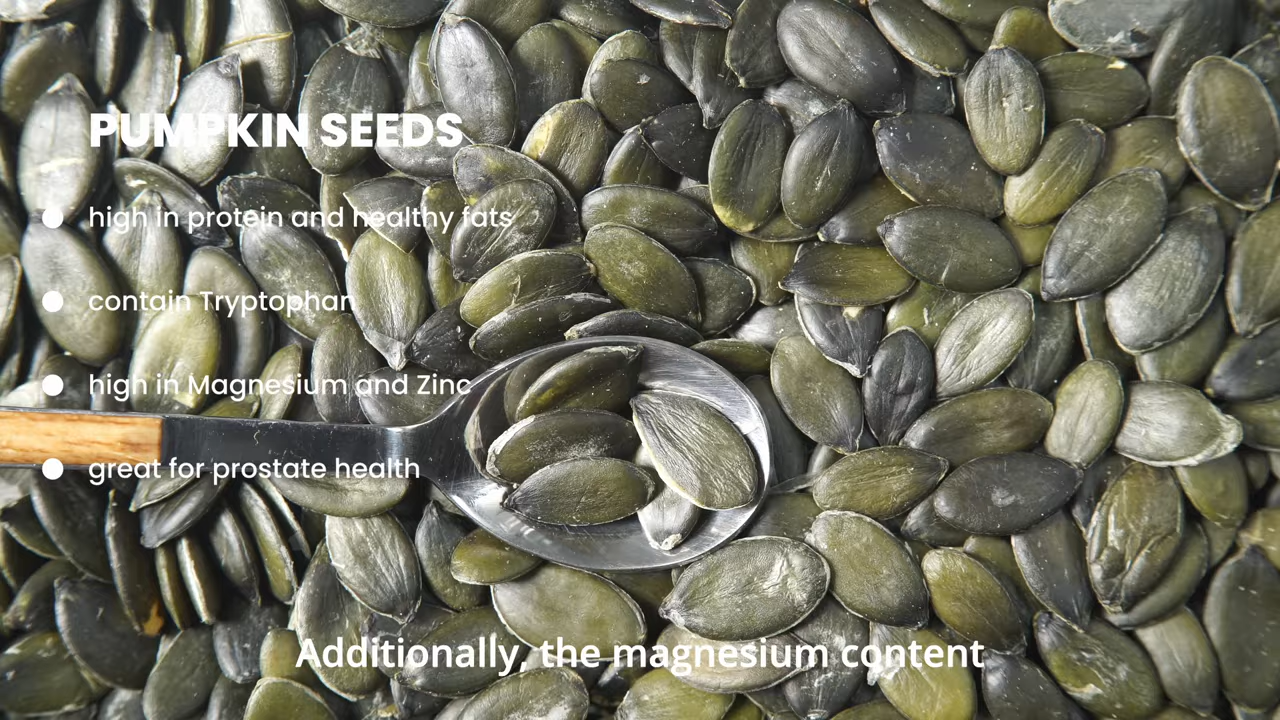 PUMPKIN SEEDS
high in protein and healthy fats
contain Tryptophan
high in Magnesium and Zinc
great for prostate health
Additionally, the magnesium content